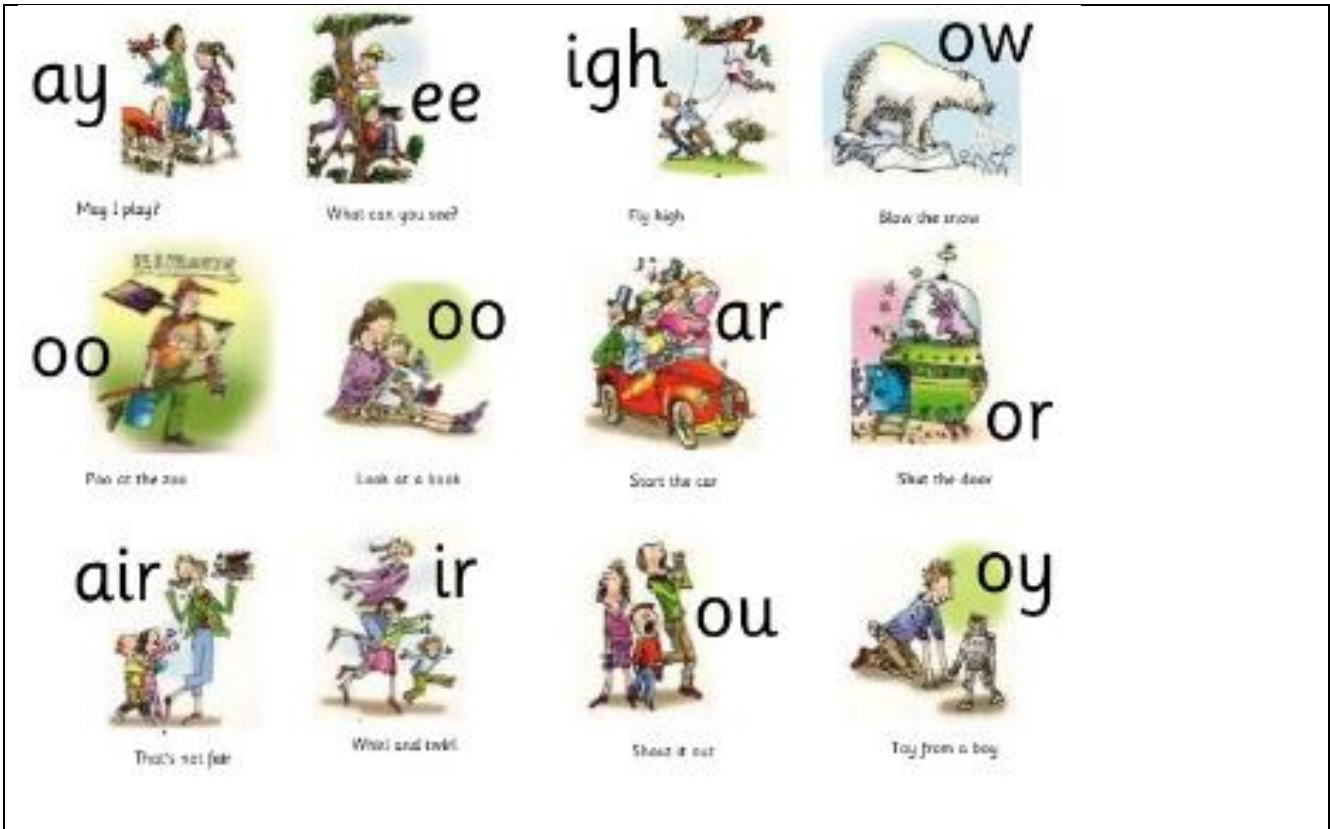 ay
ee
igh
ow
May I play?
What can you see?
Fly high
Blow the snow
oo
oo
ar
or
Poo at the zoo
Look at a book
Start the car
Shut the door
air
ir
ou
oy
That's not fair
Whirl and twirl
Shout it out
Toy from a boy